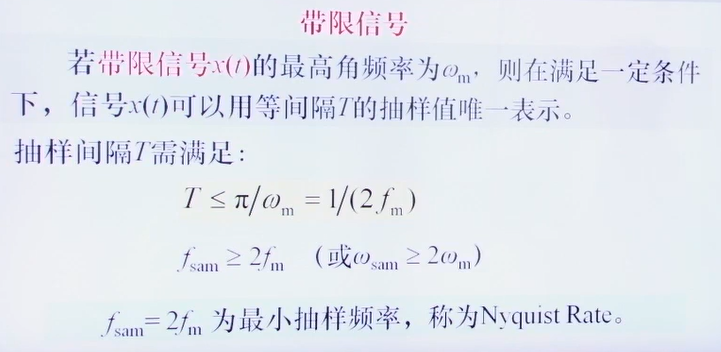 带限信号
若带限信号x(t)的最高角频率为ωm，则在满足一定条件
下，信号x(t)可以用等间隔T的抽样值唯一表示。
抽样间隔T需满足：
T ≤ π/ωm = 1/(2fm)
fsam ≥ 2fm （或ωsam ≥ 2ωm）
fsam= 2fm 为最小抽样频率，称为Nyquist Rate。